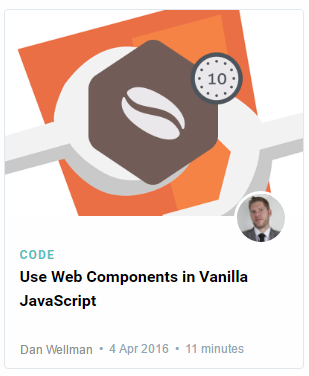 10
CODE
Use Web Components in Vanilla
JavaScript
Dan Wellman • 4 Apr 2016 • 11 minutes